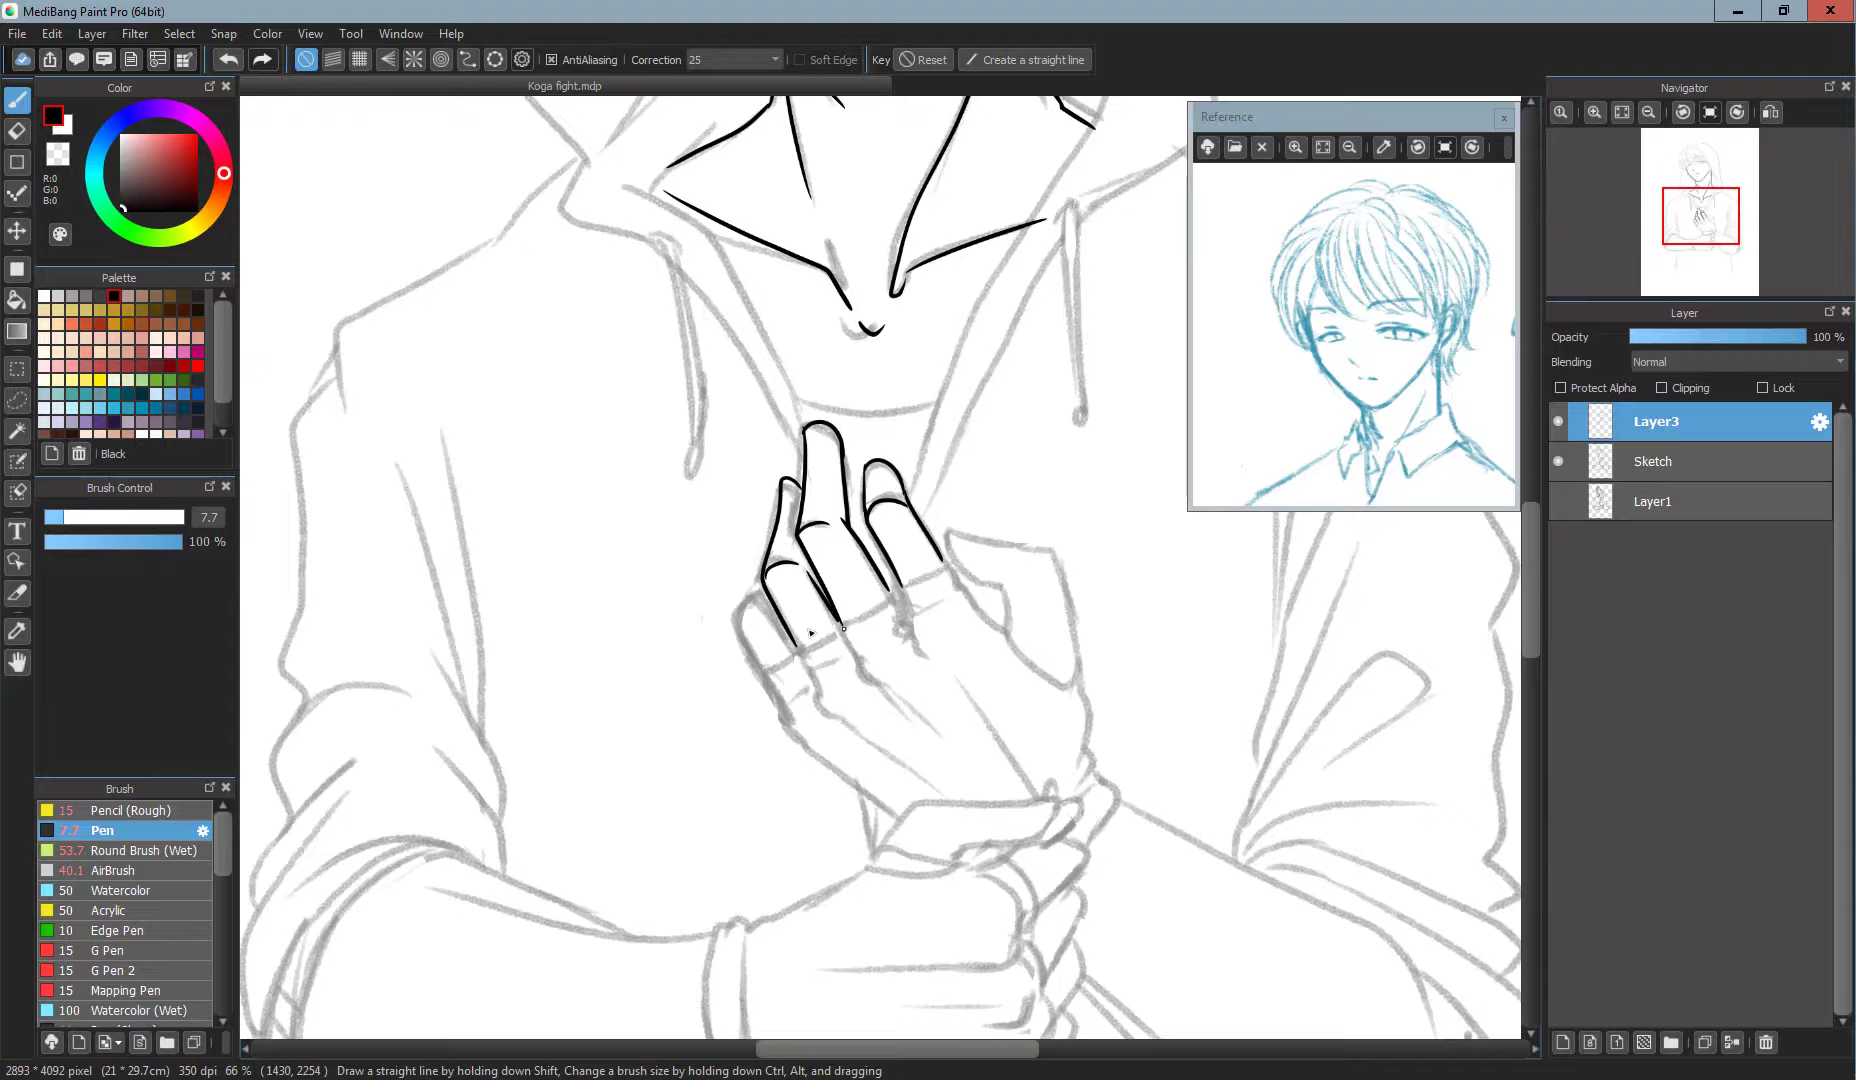 MediBang Paint Pro (64bit)
File Edit Layer Filter Select Snap Color View Tool Window Help
AntiAliasing Correction 25 Soft Edge Key Reset Create a straight line
Color
R:0
G:0
B:0
Palette
Black
Brush Control
7.7
100 %
Brush
15 Pencil (Rough)
7.7 Pen
53.7 Round Brush (Wet)
40.1 AirBrush
50 Watercolor
50 Acrylic
10 Edge Pen
15 G Pen
15 G Pen 2
15 Mapping Pen
100 Watercolor (Wet)
Koga fight.mdp
Reference
Navigator
Layer
Opacity 100 %
Blending Normal
Protect Alpha Clipping Lock
Layer3
Sketch
Layer1
2893 * 4092 pixel (21 * 29.7cm) 350 dpi 66 % ( 1430, 2254 ) Draw a straight line by holding down Shift, Change a brush size by holding down Ctrl, Alt, and dragging